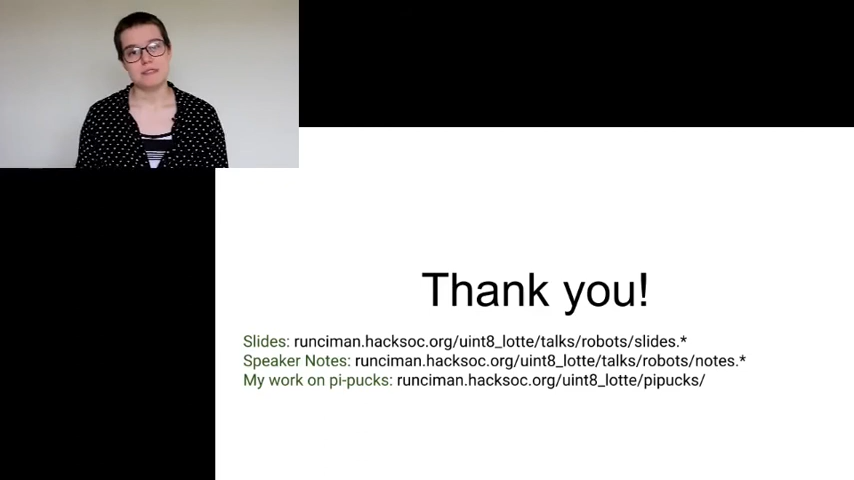 Thank you!
Slides: runciman.hacksoc.org/uint8_lotte/talks/robots/slides.*
Speaker Notes: runciman.hacksoc.org/uint8_lotte/talks/robots/notes.*
My work on pi-pucks: runciman.hacksoc.org/uint8_lotte/pipucks/